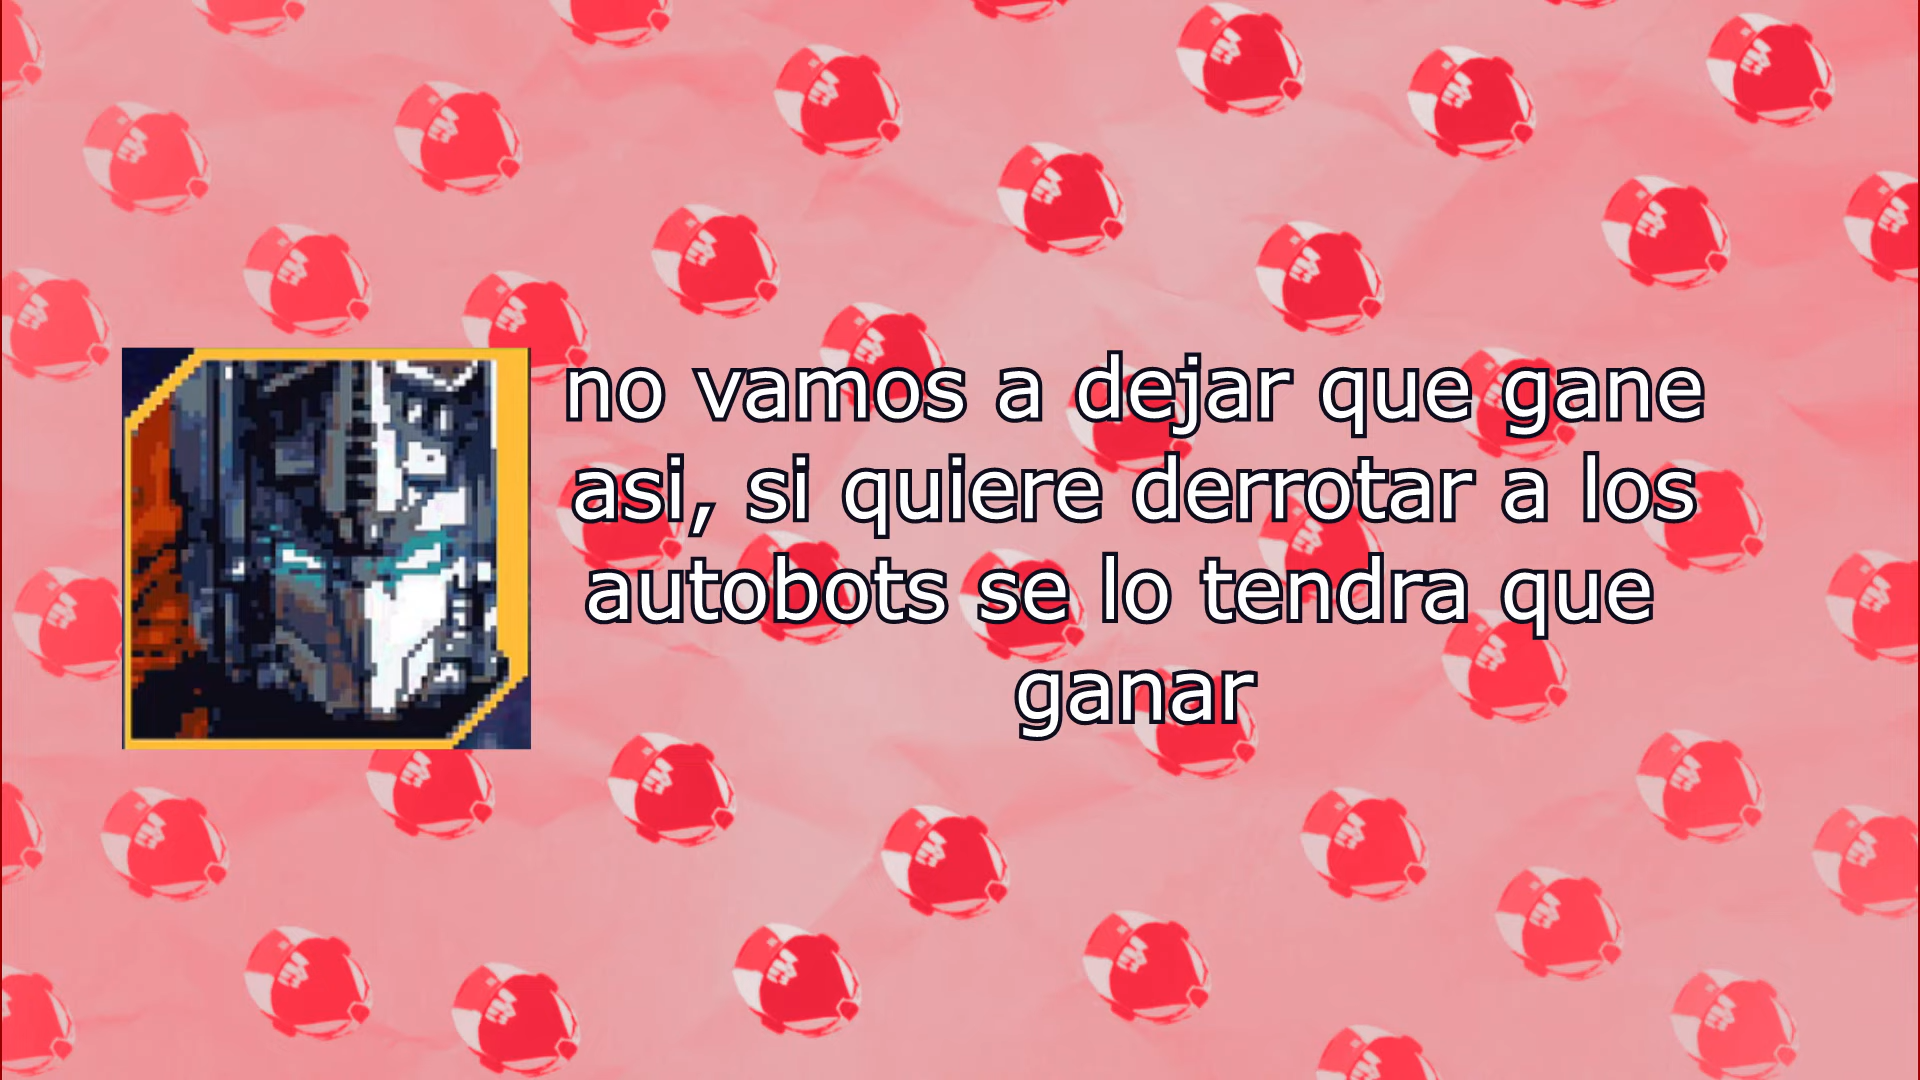 no vamos a dejar que gane
asi, si quiere derrotar a los
autobots se lo tendra que
ganar